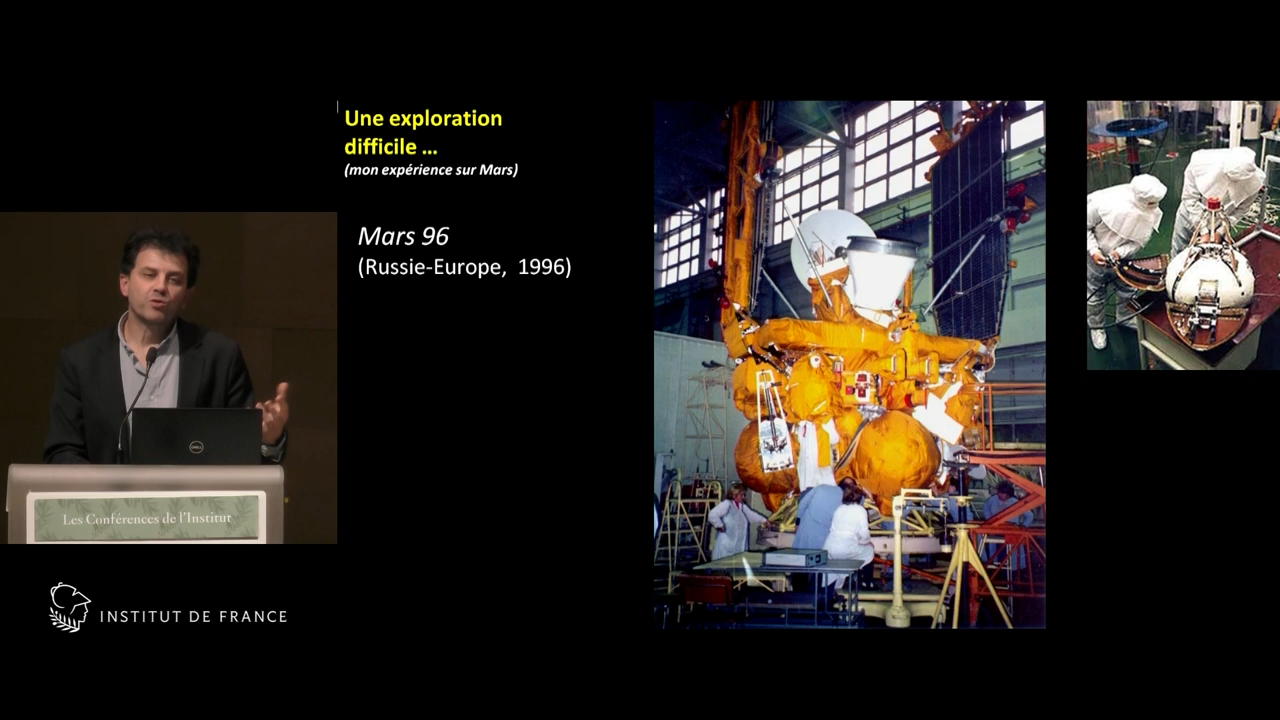 Une exploration
difficile …
(mon expérience sur Mars)
Mars 96
(Russie-Europe, 1996)
DELL
Les Conférences de l'Institut
INSTITUT DE FRANCE